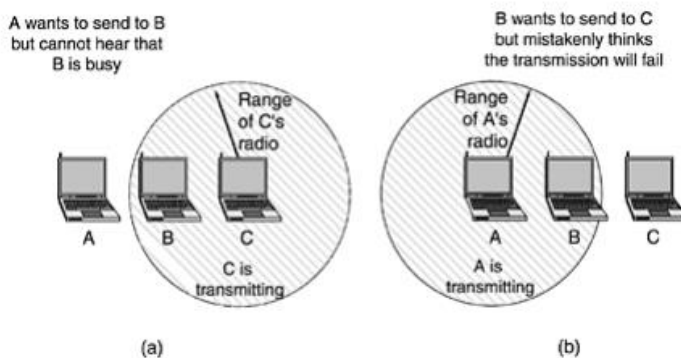 A wants to send to B
but cannot hear that
B is busy
B wants to send to C
but mistakenly thinks
the transmission will fail
Range
of C's
radio
Range
of A's
radio
A
B
C
A
B
C
C is
transmitting
A is
transmitting
(a)
(b)